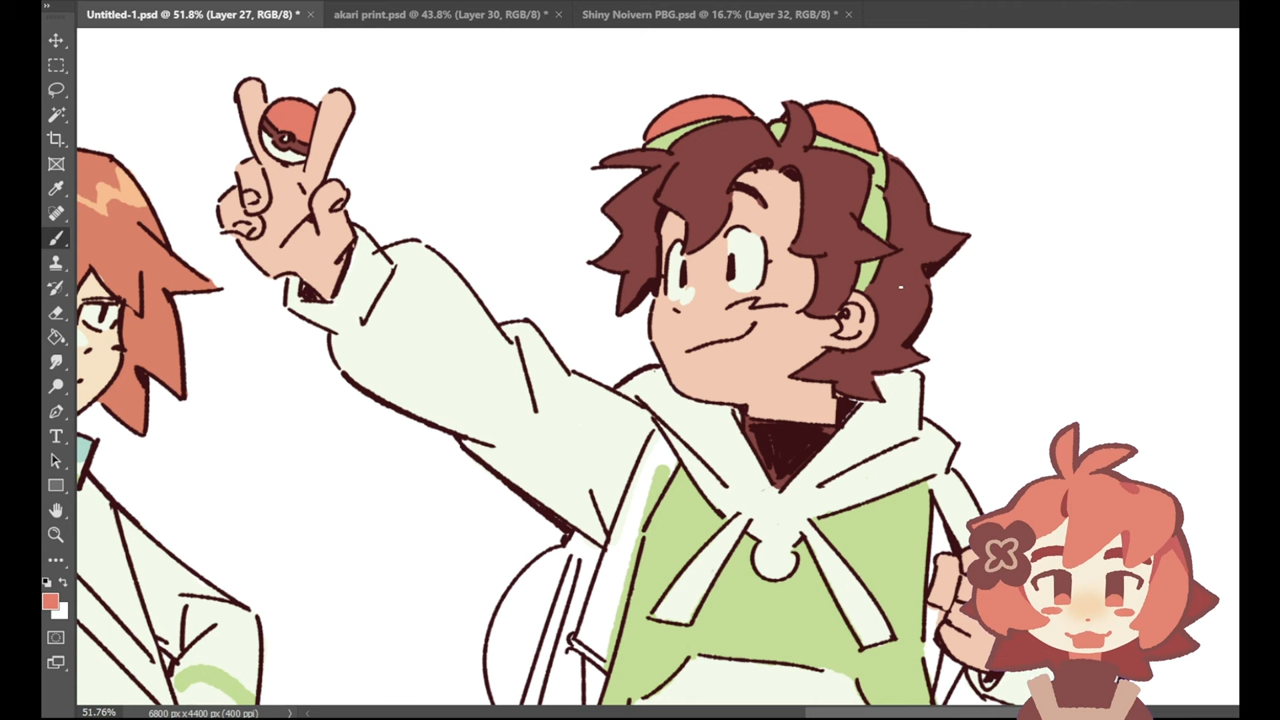 Untitled-1.psd @ 51.8% (Layer 27, RGB/8) * akari print.psd @ 43.8% (Layer 30, RGB/8) * Shiny Noivern PBG.psd @ 16.7% (Layer 32, RGB/8) *
T
51.76% 6800 px x 4400 px (400 ppi)